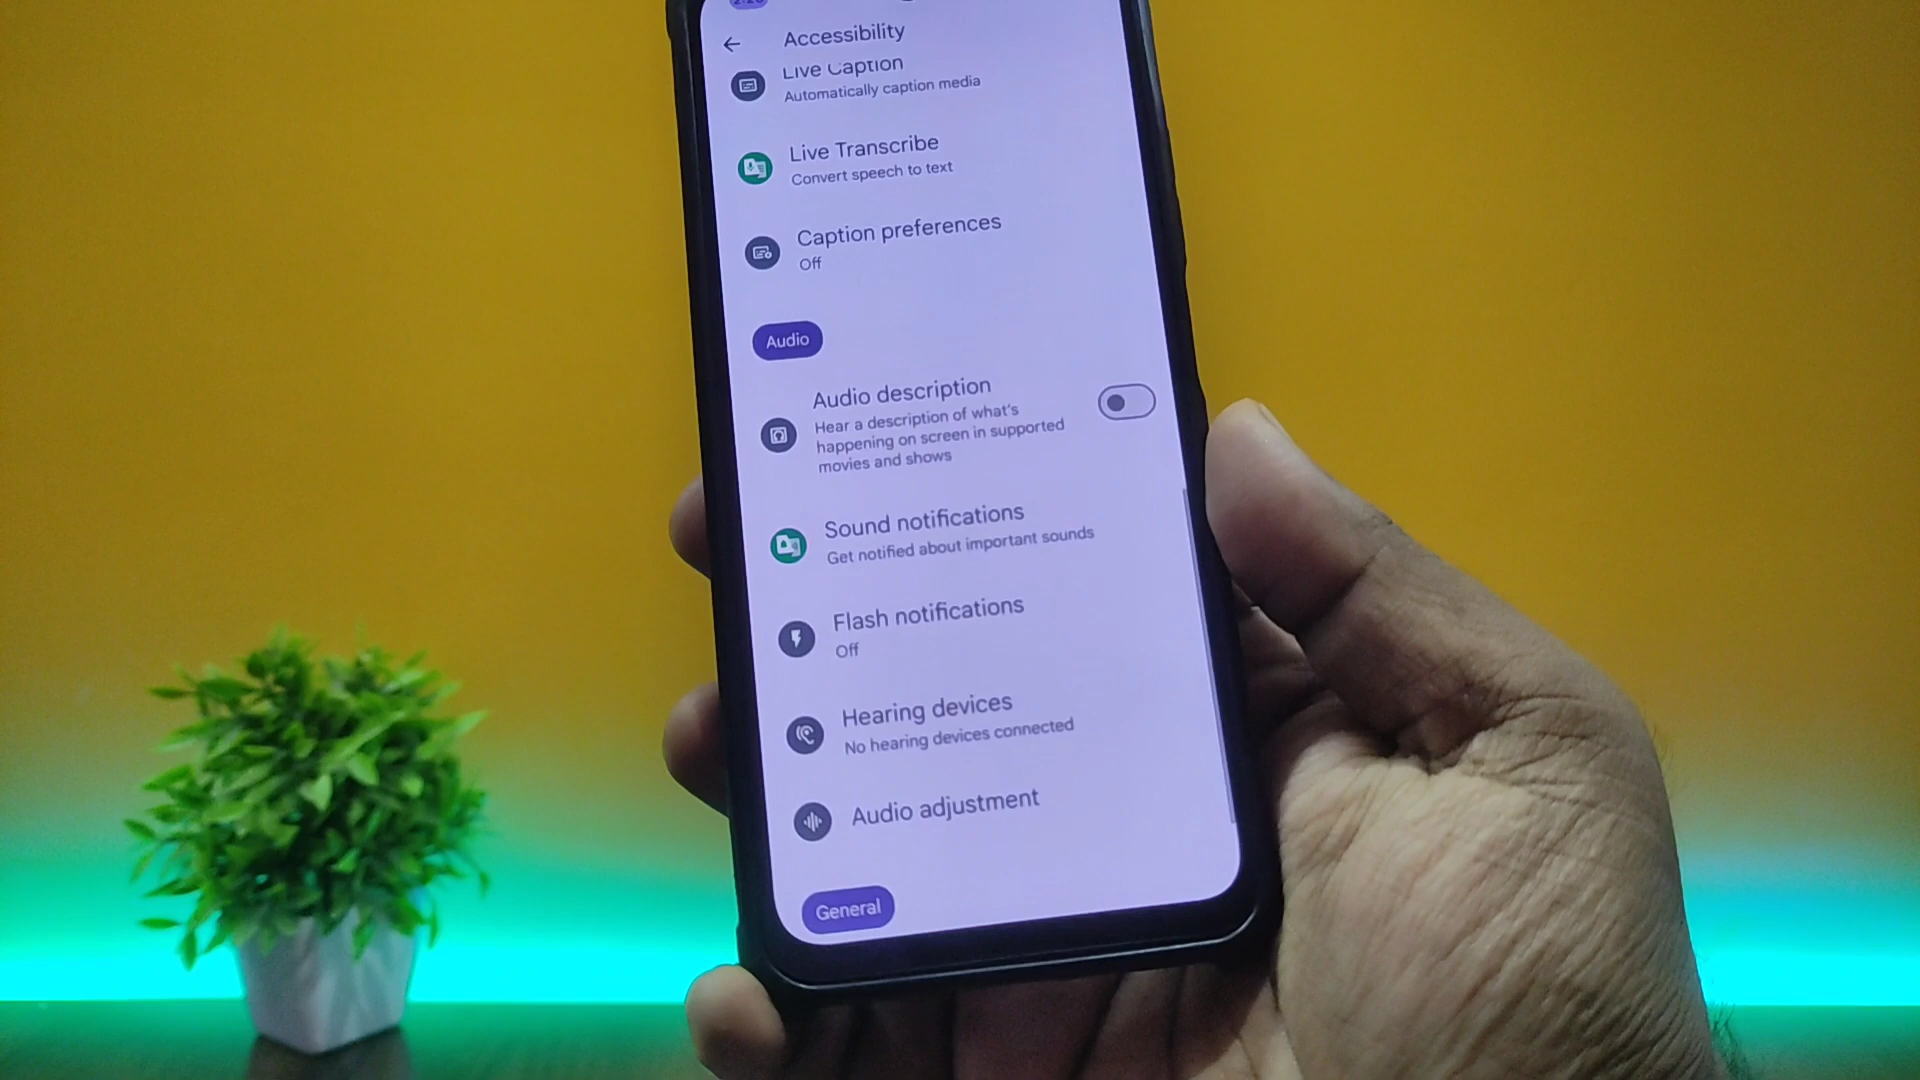 Accessibility
Live Caption
Automatically caption media
Live Transcribe
Convert speech to text
Caption preferences
Off
Audio
Audio description
Hear a description of what's
happening on screen in supported
movies and shows
Sound notifications
Get notified about important sounds
Flash notifications
Off
Hearing devices
No hearing devices connected
Audio adjustment
General